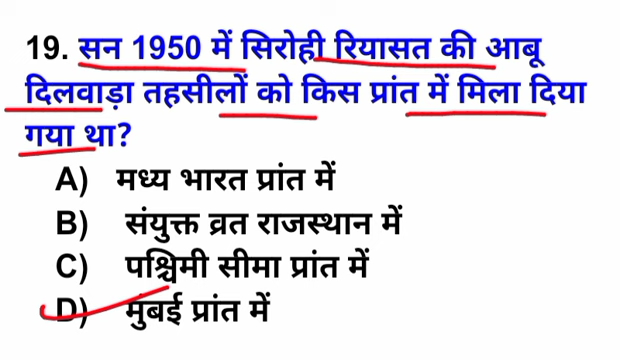 19. सन 1950 में सिरोही रियासत की आबू
दिलवाड़ा तहसीलों को किस प्रांत में मिला दिया
गया था?
A) मध्य भारत प्रांत में
B) संयुक्त व्रत राजस्थान में
C) पश्चिमी सीमा प्रांत में
D) मुंबई प्रांत में